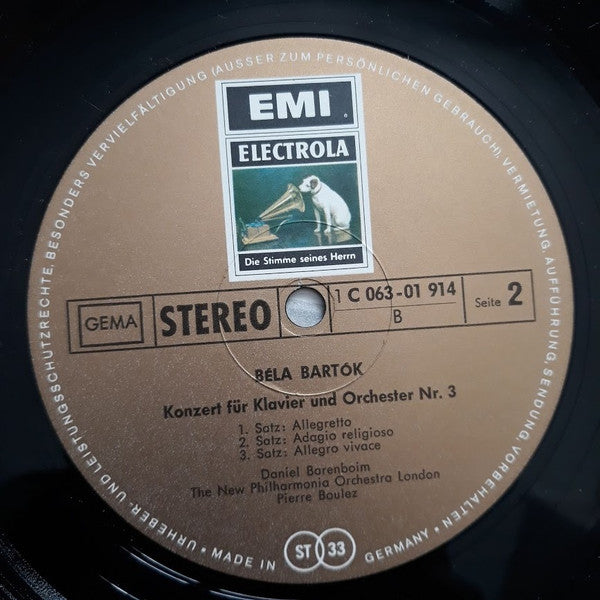 URHEBER- UND LEISTUNGSSCHUTZRECHTE, BESONDERS VERVIELFÄLTIGUNG (AUSSER ZUM PERSÖNLICHEN GEBRAUCH), VERMIETUNG, AUFFÜHRUNG, SENDUNG, VORBEHALTEN •
EMI
ELECTROLA
Die Stimme seines Herrn
GEMA
STEREO
1 C 063-01 914
B
Seite 2
BÉLA BARTÓK
Konzert für Klavier und Orchester Nr. 3
1. Satz: Allegretto
2. Satz: Adagio religioso
3. Satz: Allegro vivace
Daniel Barenboim
The New Philharmonia Orchestra London
Pierre Boulez
• MADE IN ST 33 GERMANY •